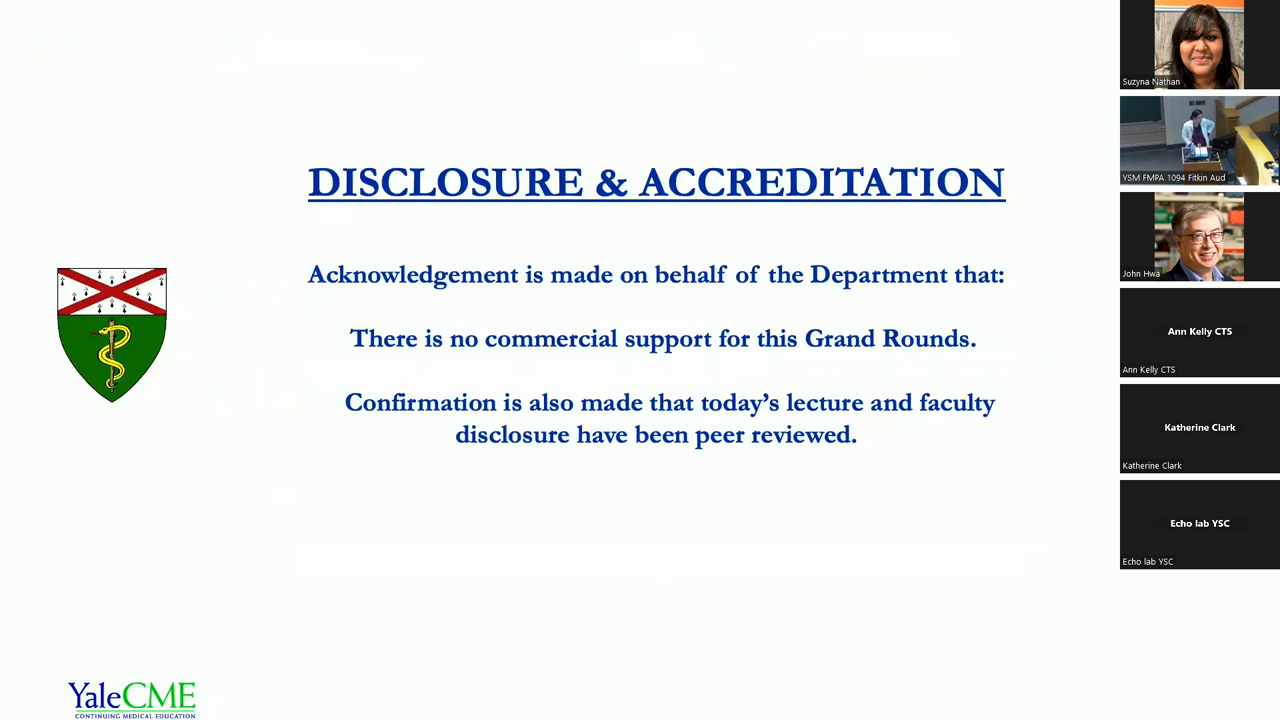 DISCLOSURE & ACCREDITATION
Acknowledgement is made on behalf of the Department that:
There is no commercial support for this Grand Rounds.
Confirmation is also made that today's lecture and faculty
disclosure have been peer reviewed.
YaleCME
CONTINUING MEDICAL EDUCATION
Suzyna Nathan
YSM FMPA 1094 Fitkin Aud
John Hwa
Ann Kelly CTS
Ann Kelly CTS
Katherine Clark
Katherine Clark
Echo lab YSC
Echo lab YSC